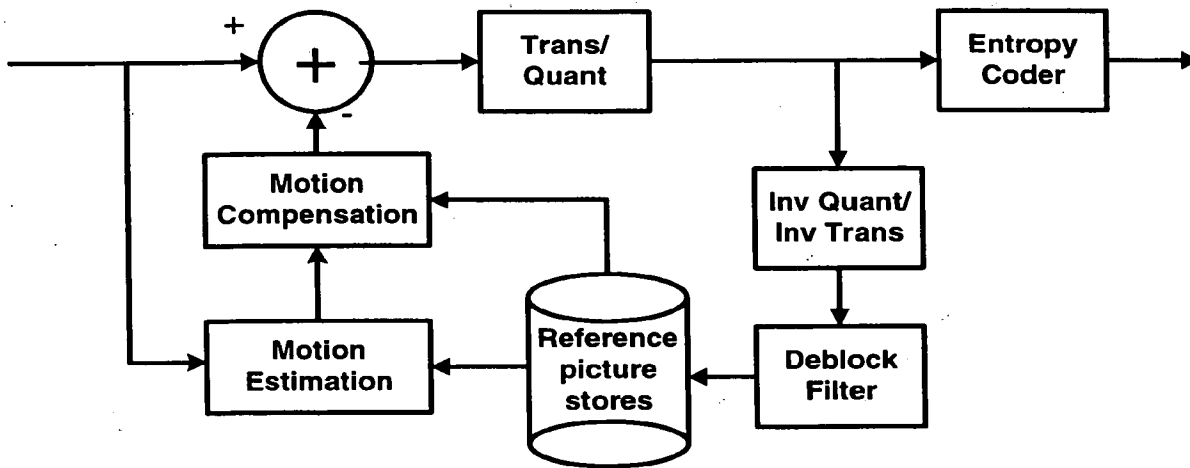 +
+
Trans/
Quant
Entropy
Coder
-
Motion
Compensation
Inv Quant/
Inv Trans
Motion
Estimation
Reference
picture
stores
Deblock
Filter